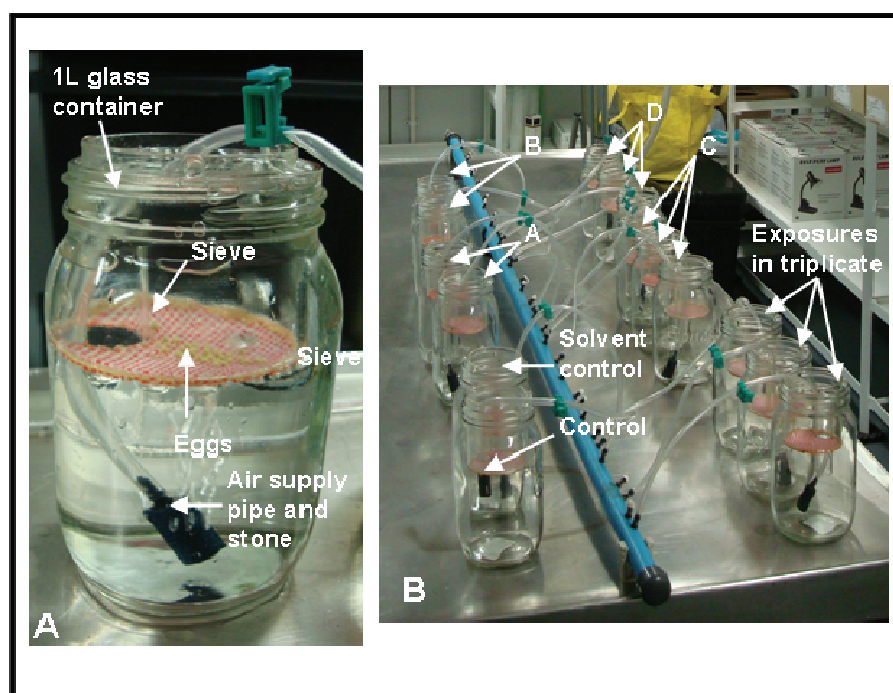 1L glass
container
Sieve
Sieve
Eggs
Air supply
pipe and
stone
A
D
B
C
A
Exposures
in triplicate
Solvent
control
Control
B